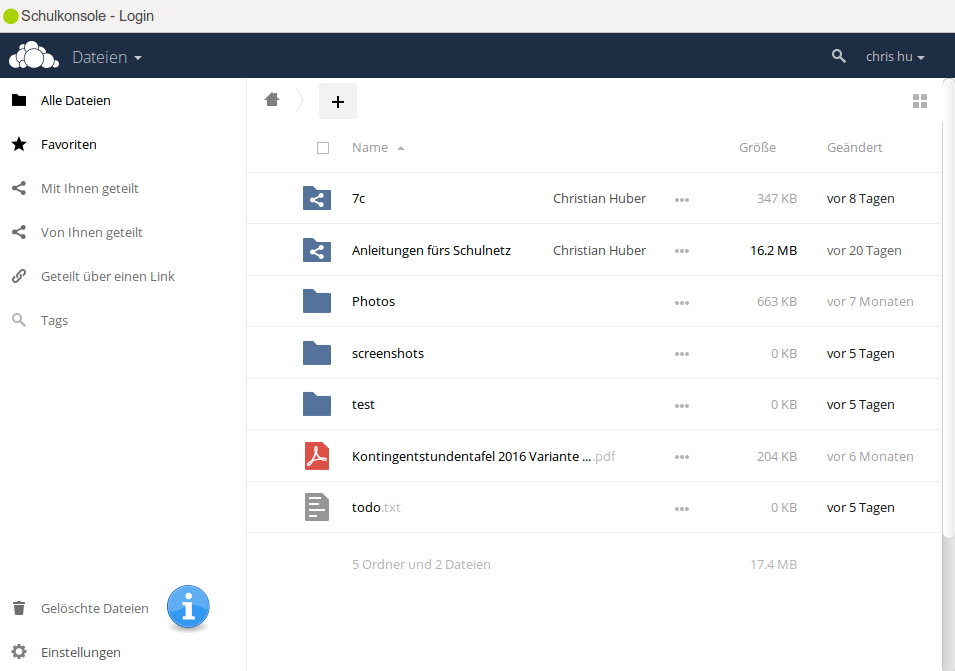 Schulkonsole - Login
Dateien
chris hu
Alle Dateien
Favoriten
Mit Ihnen geteilt
Von Ihnen geteilt
Geteilt über einen Link
Tags
Gelöschte Dateien
Einstellungen
Name Größe Geändert
7c Christian Huber 347 KB vor 8 Tagen
Anleitungen fürs Schulnetz Christian Huber 16.2 MB vor 20 Tagen
Photos 663 KB vor 7 Monaten
screenshots 0 KB vor 5 Tagen
test 0 KB vor 5 Tagen
Kontingentstundentafel 2016 Variante ....pdf 204 KB vor 6 Monaten
todo.txt 0 KB vor 5 Tagen
5 Ordner und 2 Dateien 17.4 MB